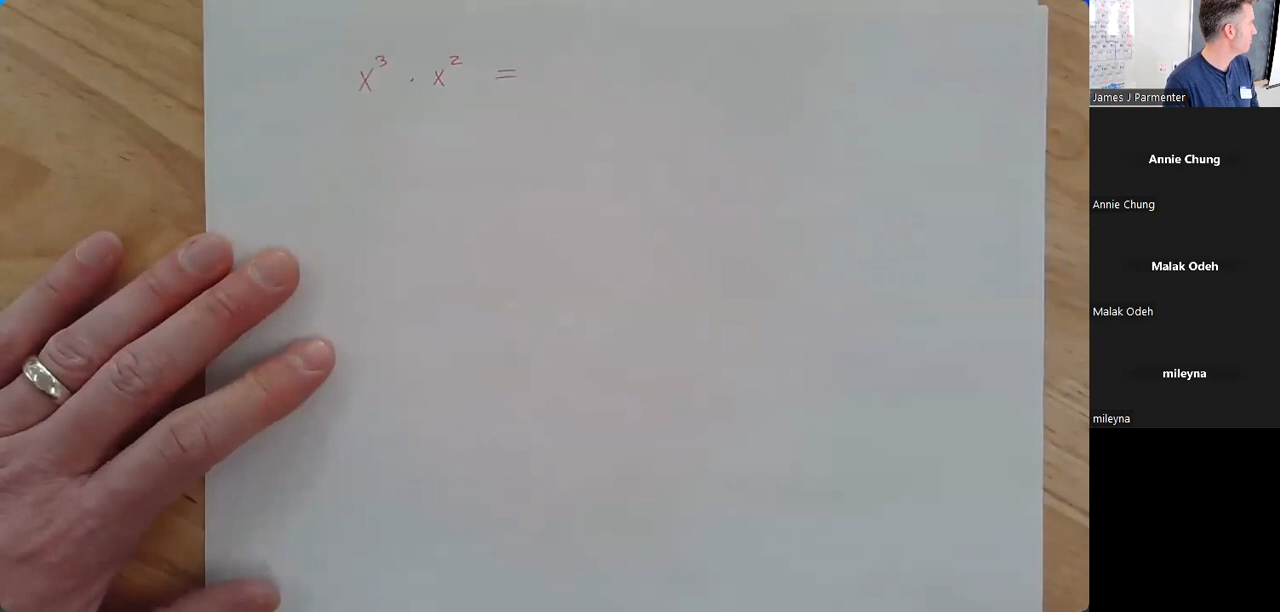 x³ · x² =
James J Parmenter
Annie Chung
Annie Chung
Malak Odeh
Malak Odeh
mileyna
mileyna